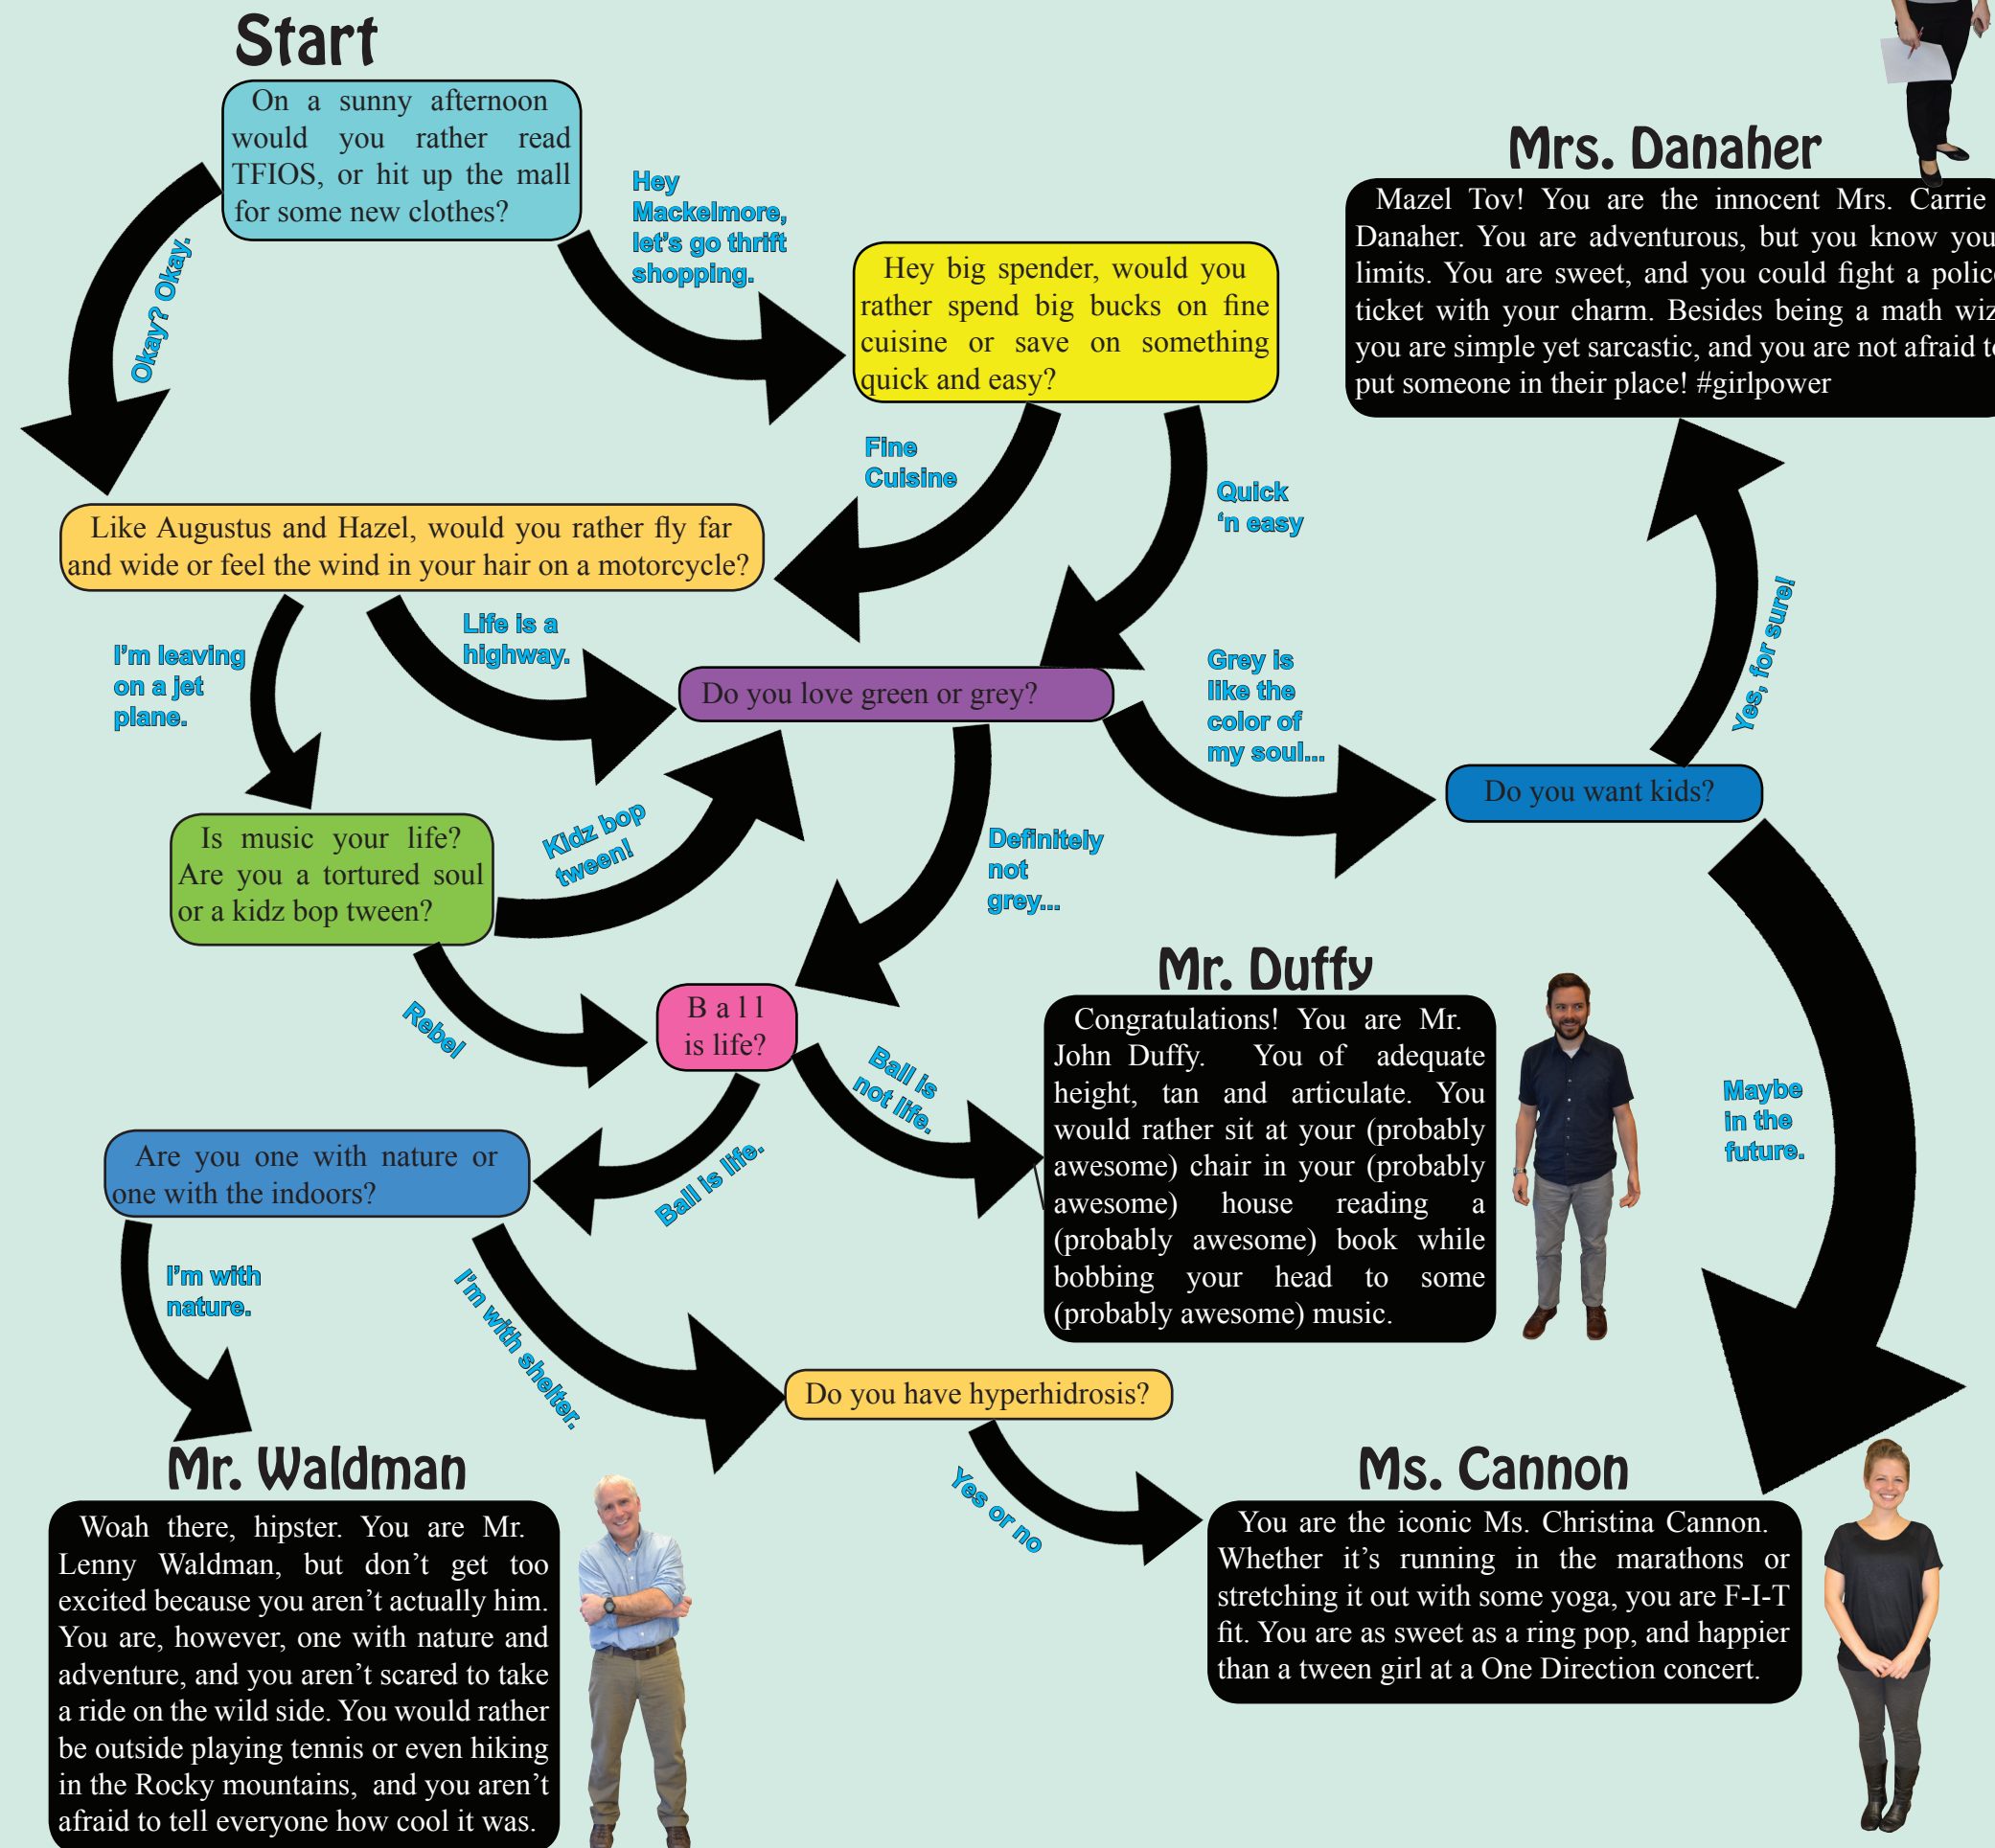 Start
On a sunny afternoon
would you rather read
TFIOS, or hit up the mall
for some new clothes?
Okay? Okay.
Hey
Mackelmore,
let's go thrift
shopping.
Hey big spender, would you
rather spend big bucks on fine
cuisine or save on something
quick and easy?
Mrs. Danaher
Mazel Tov! You are the innocent Mrs. Carrie
Danaher. You are adventurous, but you know you
limits. You are sweet, and you could fight a police
ticket with your charm. Besides being a math wiz
you are simple yet sarcastic, and you are not afraid to
put someone in their place! #girlpower
Fine
Cuisine
Quick
‘n easy
Like Augustus and Hazel, would you rather fly far
and wide or feel the wind in your hair on a motorcycle?
I'm leaving
on a jet
plane.
Life is a
highway.
Do you love green or grey?
Grey is
like the
color of
my soul...
Yes, for sure!
Do you want kids?
Is music your life?
Are you a tortured soul
or a kidz bop tween?
Kidz bop
tween!
Definitely
not
grey...
Rebel
Ball
is life?
Ball is
not life.
Ball is life.
Mr. Duffy
Congratulations! You are Mr.
John Duffy. You of adequate
height, tan and articulate. You
would rather sit at your (probably
awesome) chair in your (probably
awesome) house reading a
(probably awesome) book while
bobbing your head to some
(probably awesome) music.
Maybe
in the
future.
Are you one with nature or
one with the indoors?
I'm with
nature.
I'm with shelter.
Do you have hyperhidrosis?
Yes or no
Mr. Waldman
Woah there, hipster. You are Mr.
Lenny Waldman, but don't get too
excited because you aren't actually him.
You are, however, one with nature and
adventure, and you aren't scared to take
a ride on the wild side. You would rather
be outside playing tennis or even hiking
in the Rocky mountains, and you aren't
afraid to tell everyone how cool it was.
Ms. Cannon
You are the iconic Ms. Christina Cannon.
Whether it's running in the marathons or
stretching it out with some yoga, you are F-I-T
fit. You are as sweet as a ring pop, and happier
than a tween girl at a One Direction concert.